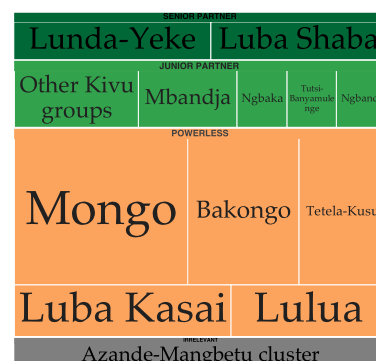 SENIOR PARTNER
Lunda-Yeke Luba Shaba
JUNIOR PARTNER
Other Kivu
groups
Mbandja
Ngbaka
Tutsi-
Banyamule
nge
Ngband
POWERLESS
Mongo
Bakongo
Tetela-Kusu
Luba Kasai
Lulua
IRRELEVANT
Azande-Mangbetu cluster